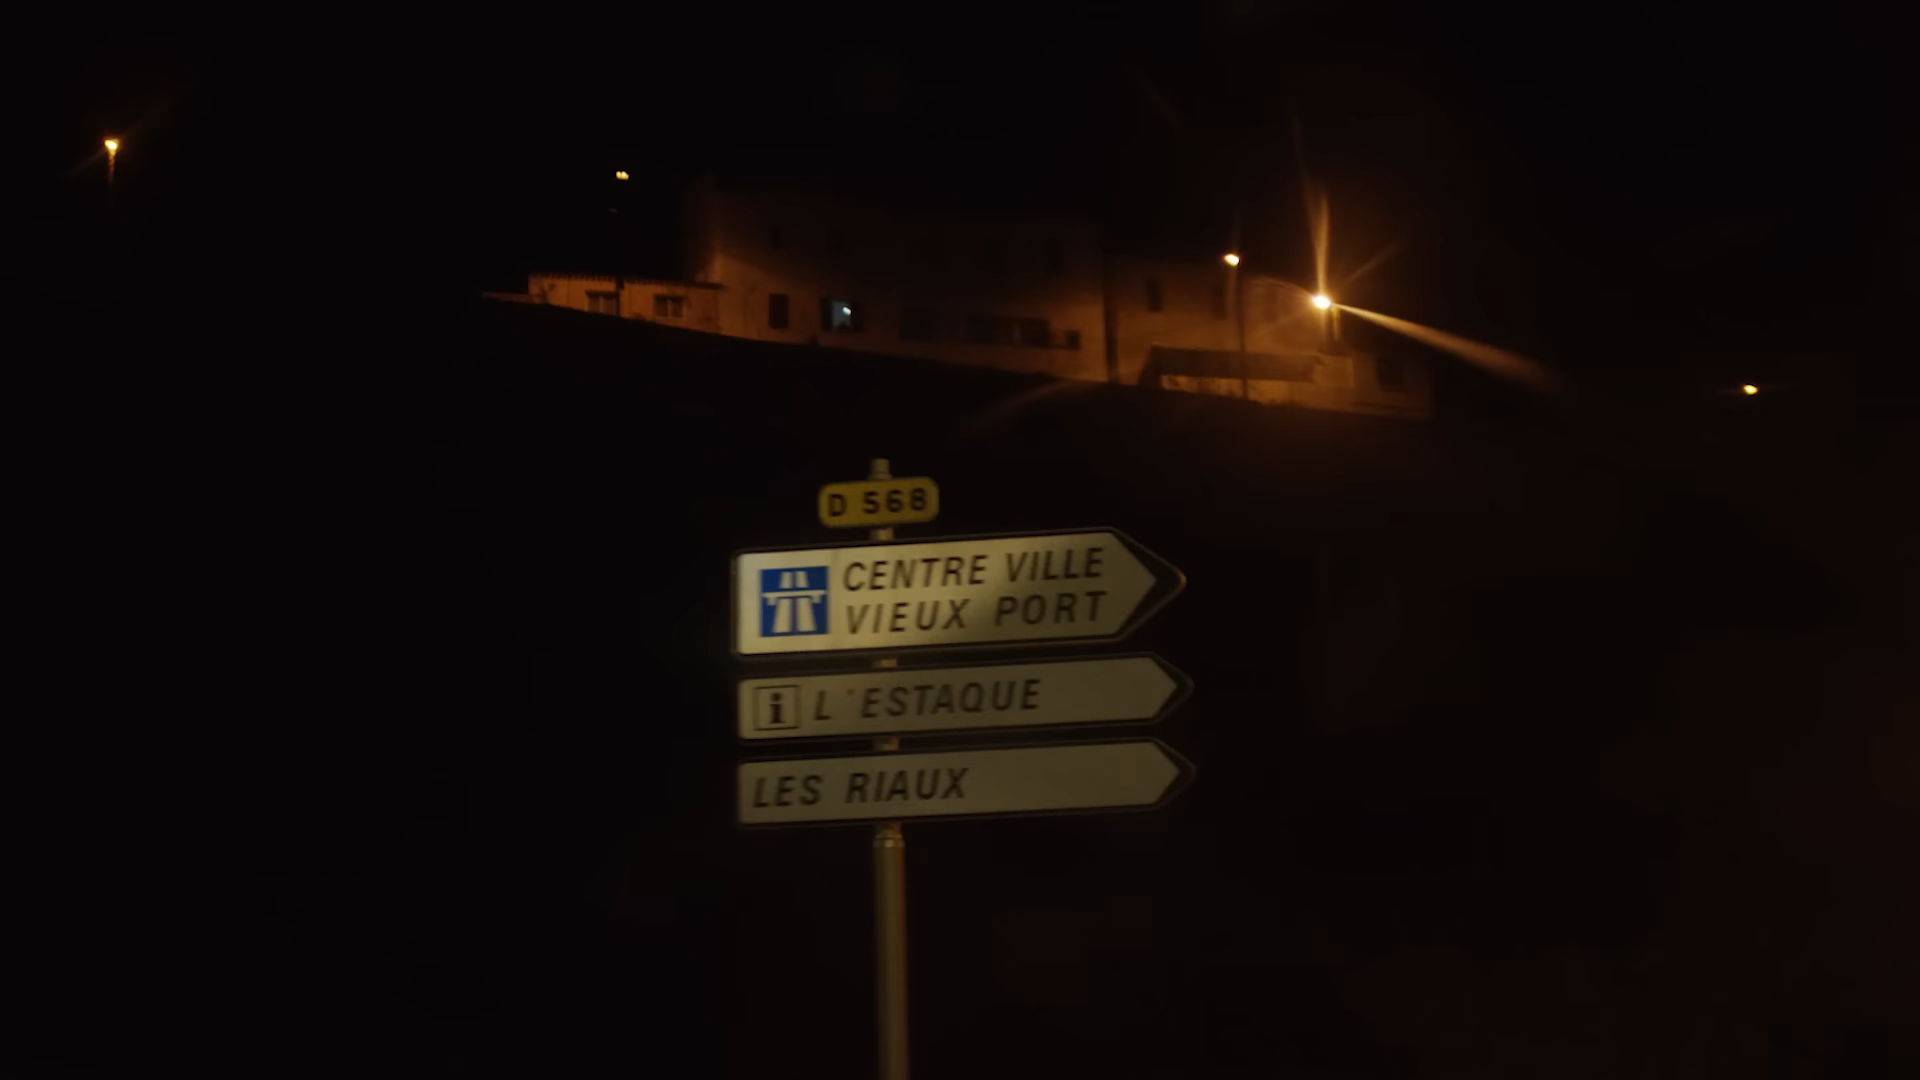 D 568
CENTRE VILLE
VIEUX PORT
i L'ESTAQUE
LES RIAUX